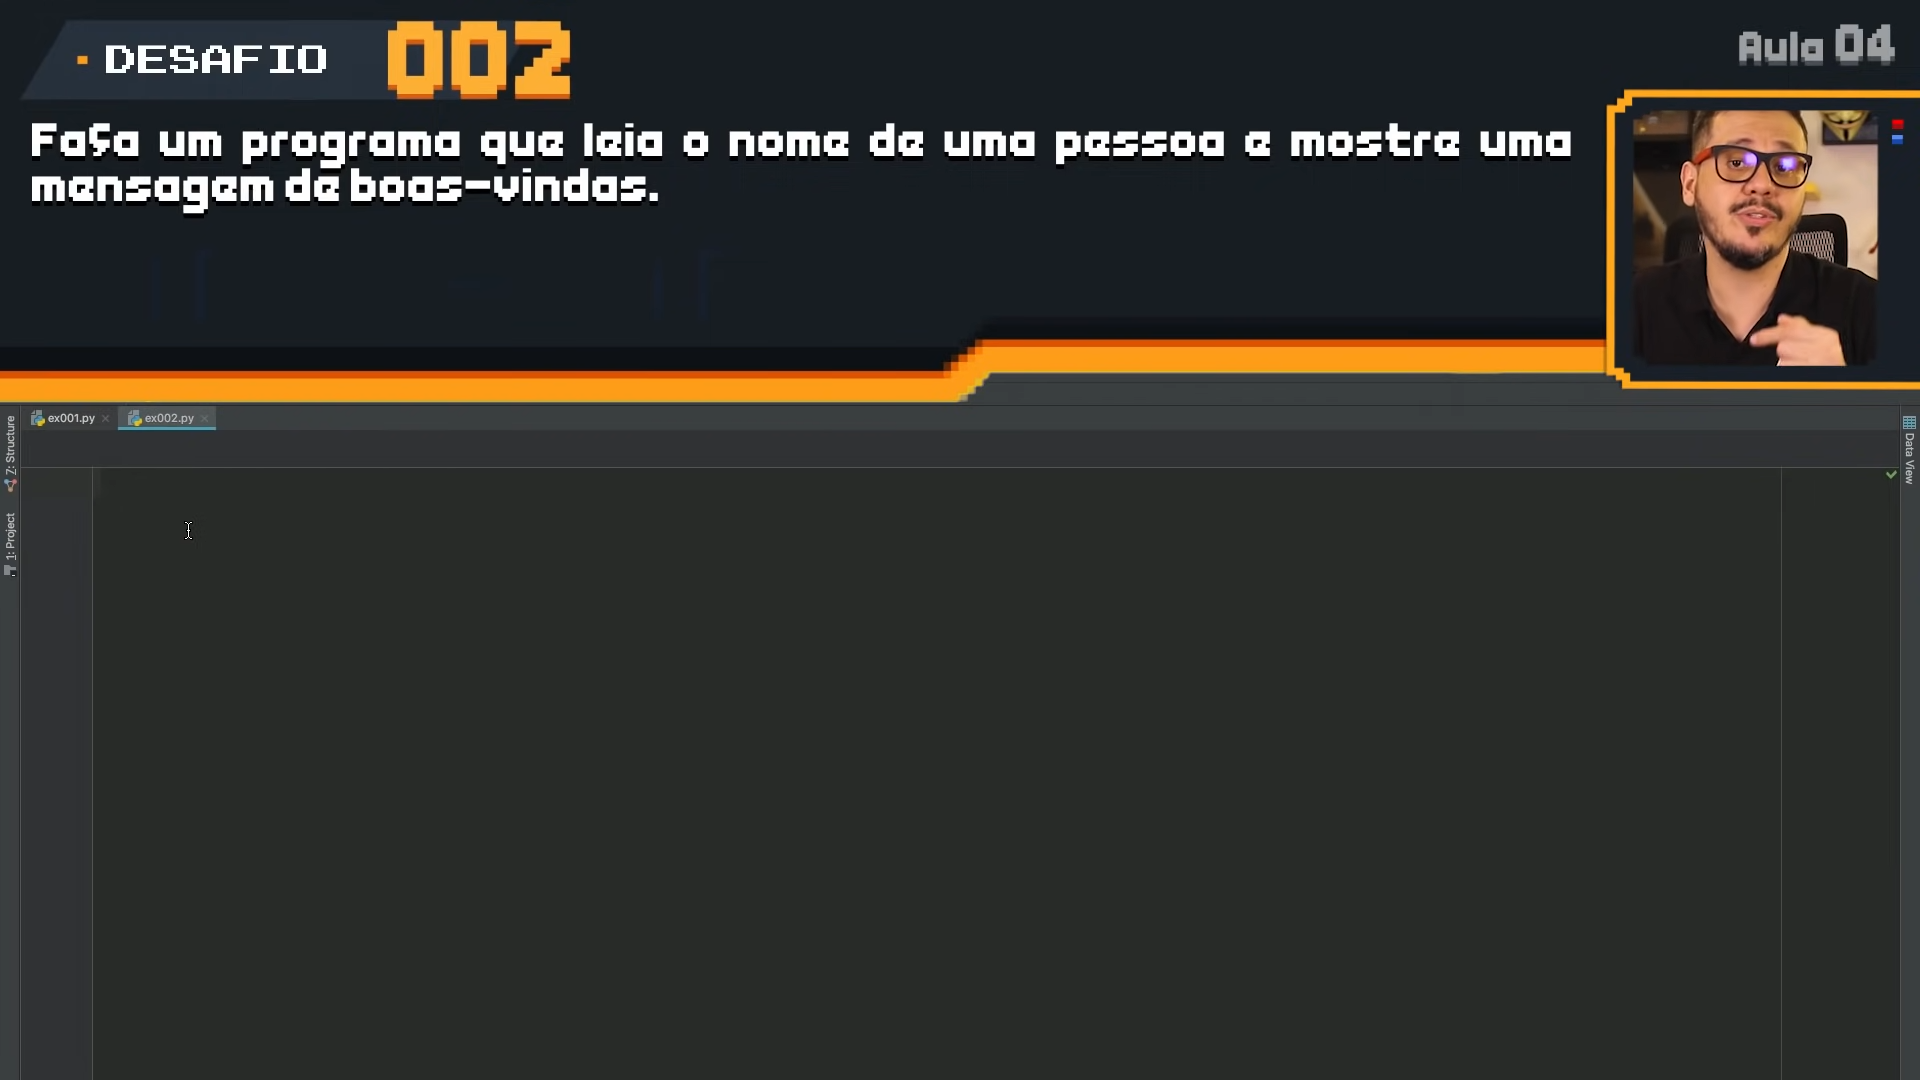 DESAFIO 002
Aula 04
Faça um programa que leia o nome de uma pessoa e mostre uma
mensagem de boas-vindas.
ex001.py
ex002.py
Z: Structure
1: Project
Data View